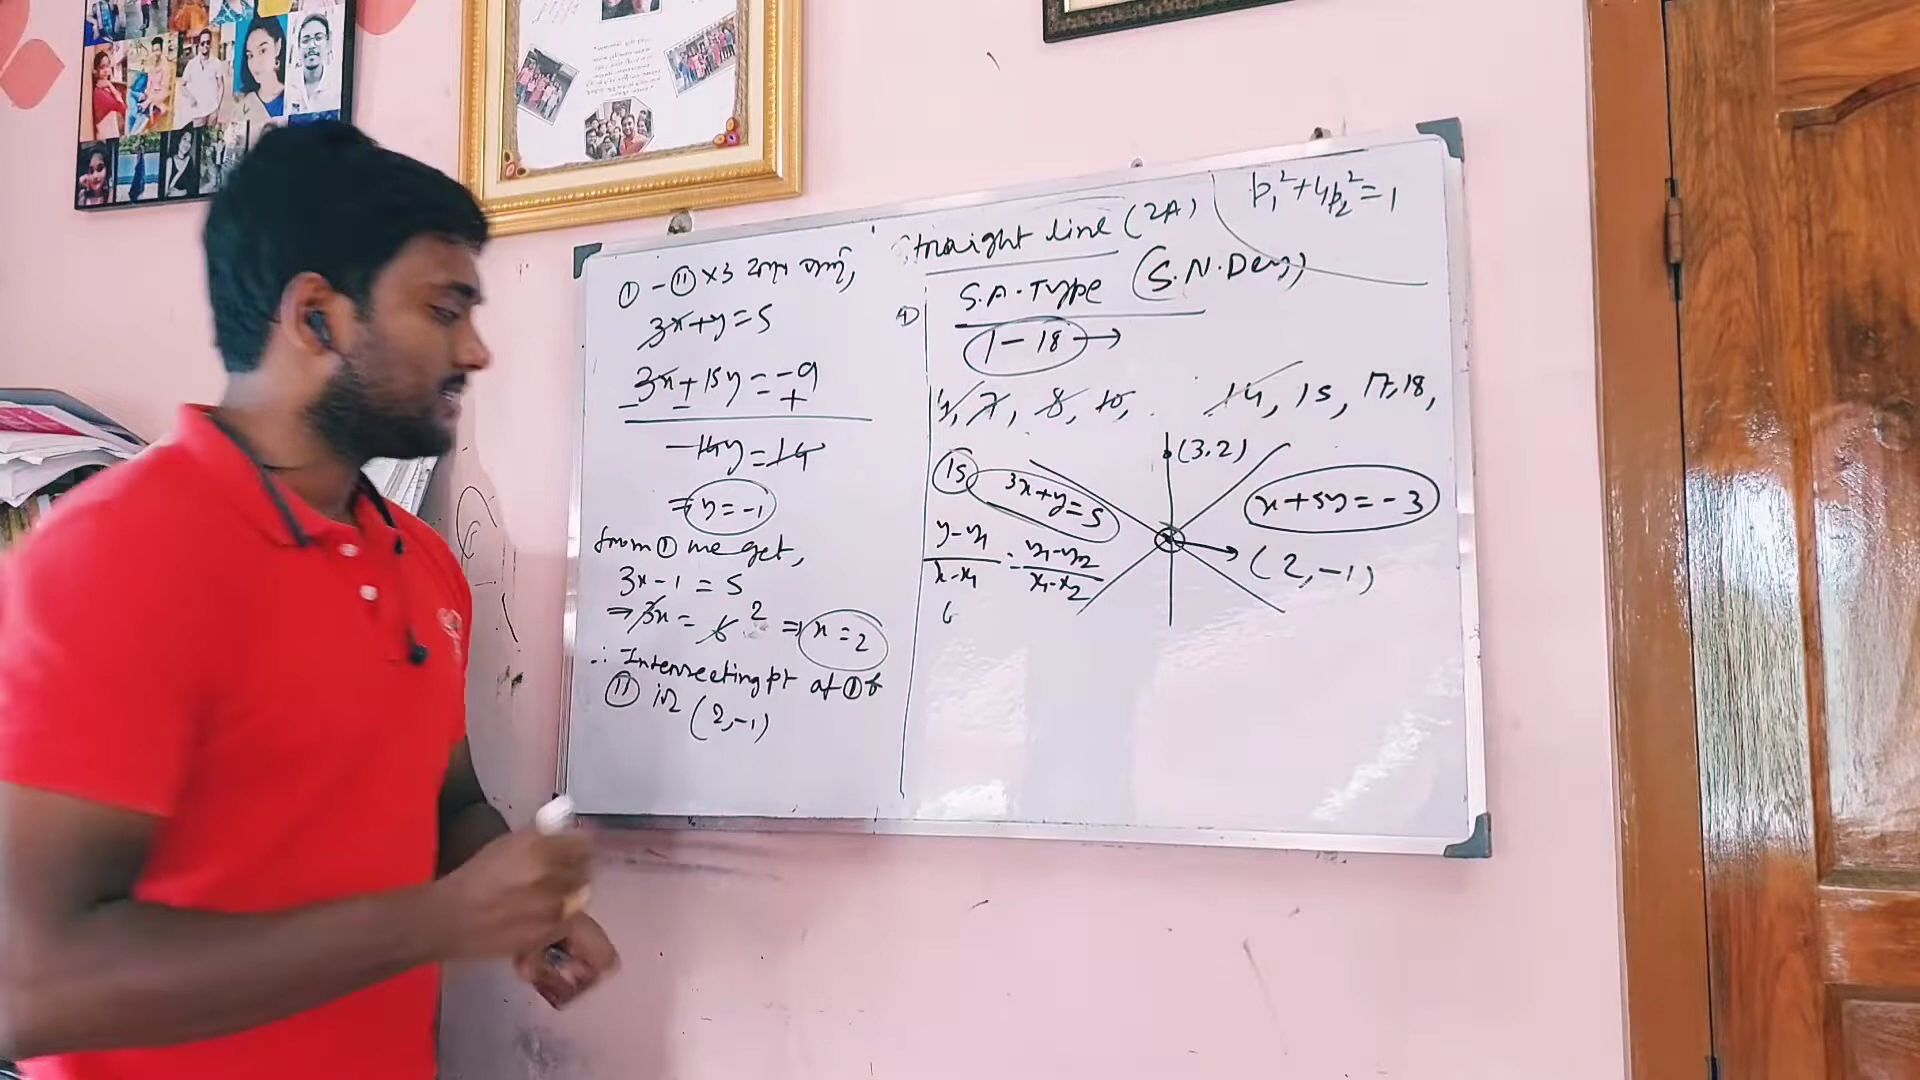 ① - ⑪ × 3 করে পাই,
3x + y = 5
3x + 15y = -9
- - +
-14y = 14
⇒ y = -1
from ① we get,
3x - 1 = 5
⇒ 3x = 6 2 ⇒ x = 2
∴ Intersecting pt of ① &
⑪ is (2, -1)
Straight line (2A)
p₁² + 4p₂² = 1
S.A. Type (S.N. Dey)
1 - 18 →
4, 7, 8, 10, 14, 15, 17, 18,
⑮ 3x + y = 5
(3, 2)
x + 5y = -3
(2, -1)
y - y₁ / x - x₁ = y₁ - y₂ / x₁ - x₂
(